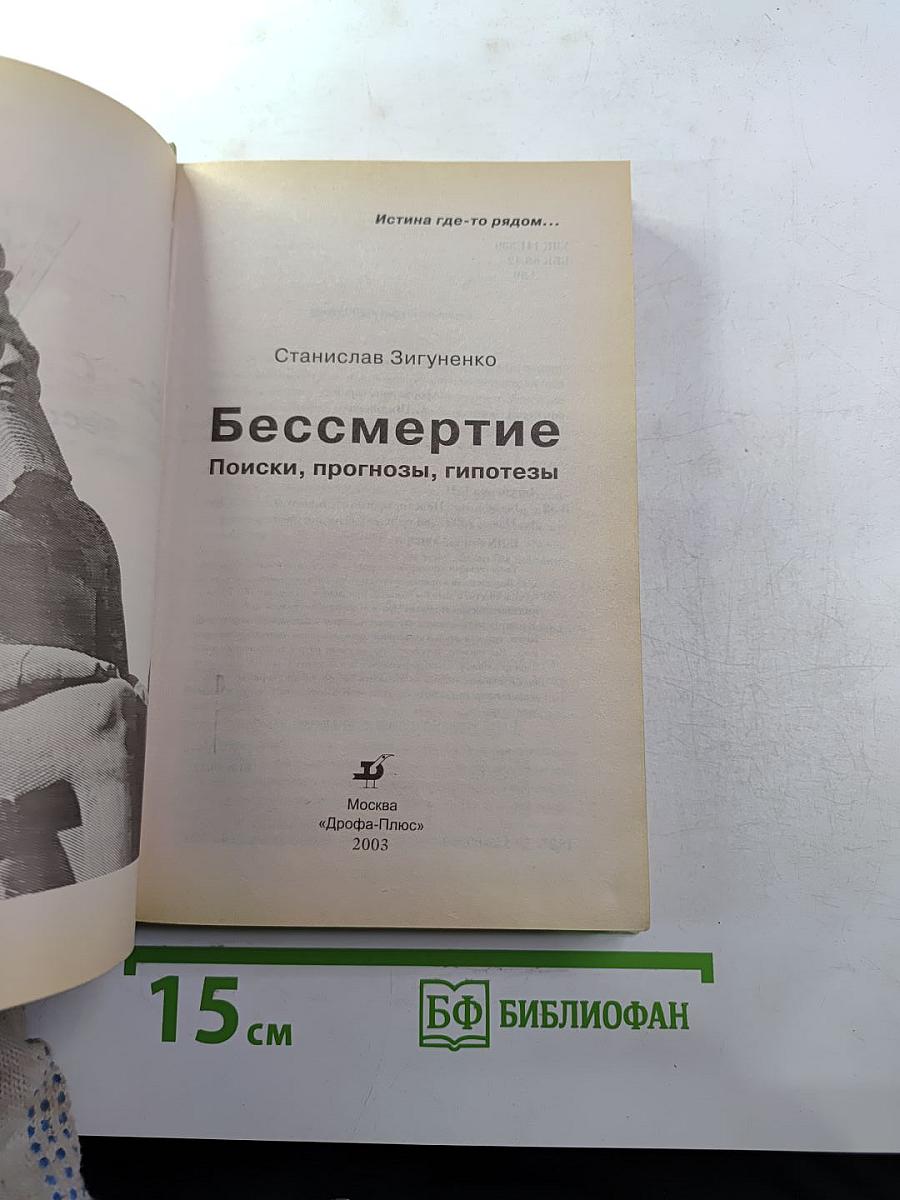 Истина где-то рядом...
Станислав Зигуненко
Бессмертие
Поиски, прогнозы, гипотезы
Москва
«Дрофа-Плюс»
2003
15 см
БФ БИБЛИОФАН